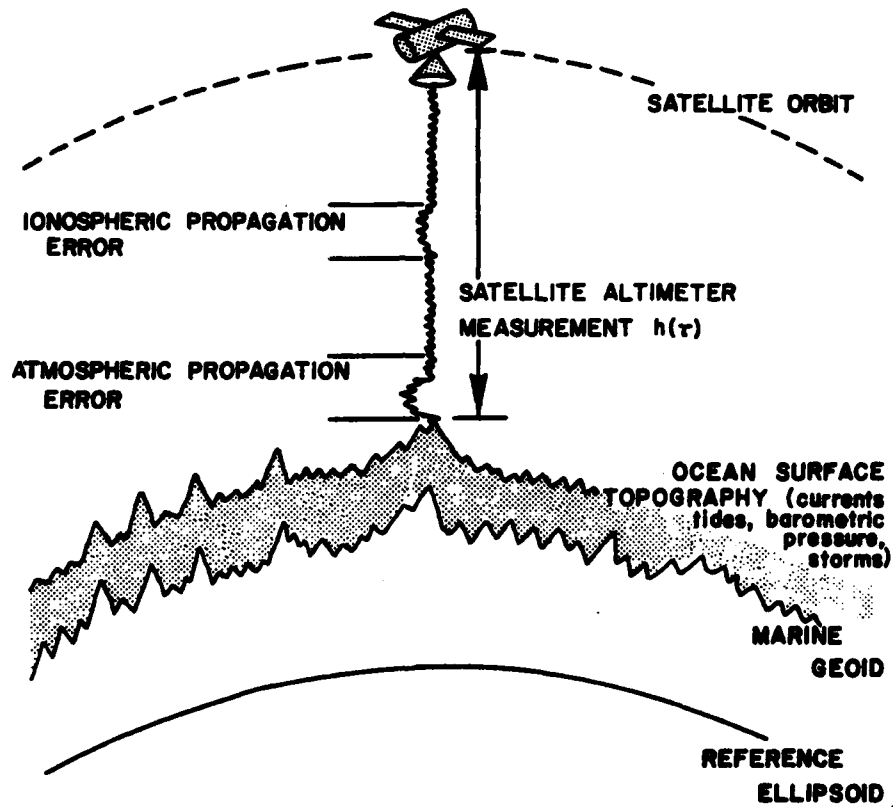 SATELLITE ORBIT
IONOSPHERIC PROPAGATION
ERROR
SATELLITE ALTIMETER
MEASUREMENT h(τ)
ATMOSPHERIC PROPAGATION
ERROR
OCEAN SURFACE
TOPOGRAPHY (currents
tides, barometric
pressure,
storms)
MARINE
GEOID
REFERENCE
ELLIPSOID